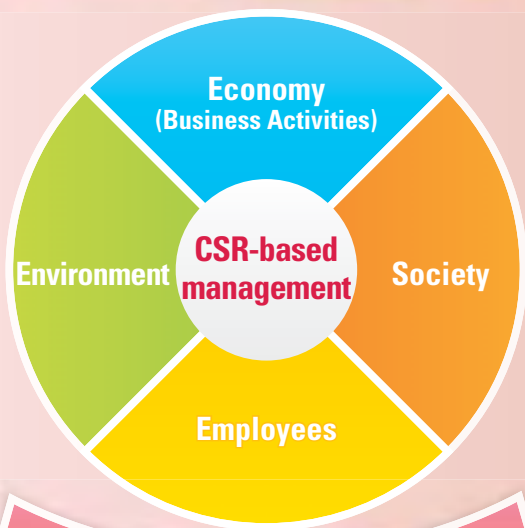 Economy
(Business Activities)
Environment
CSR-based
management
Society
Employees